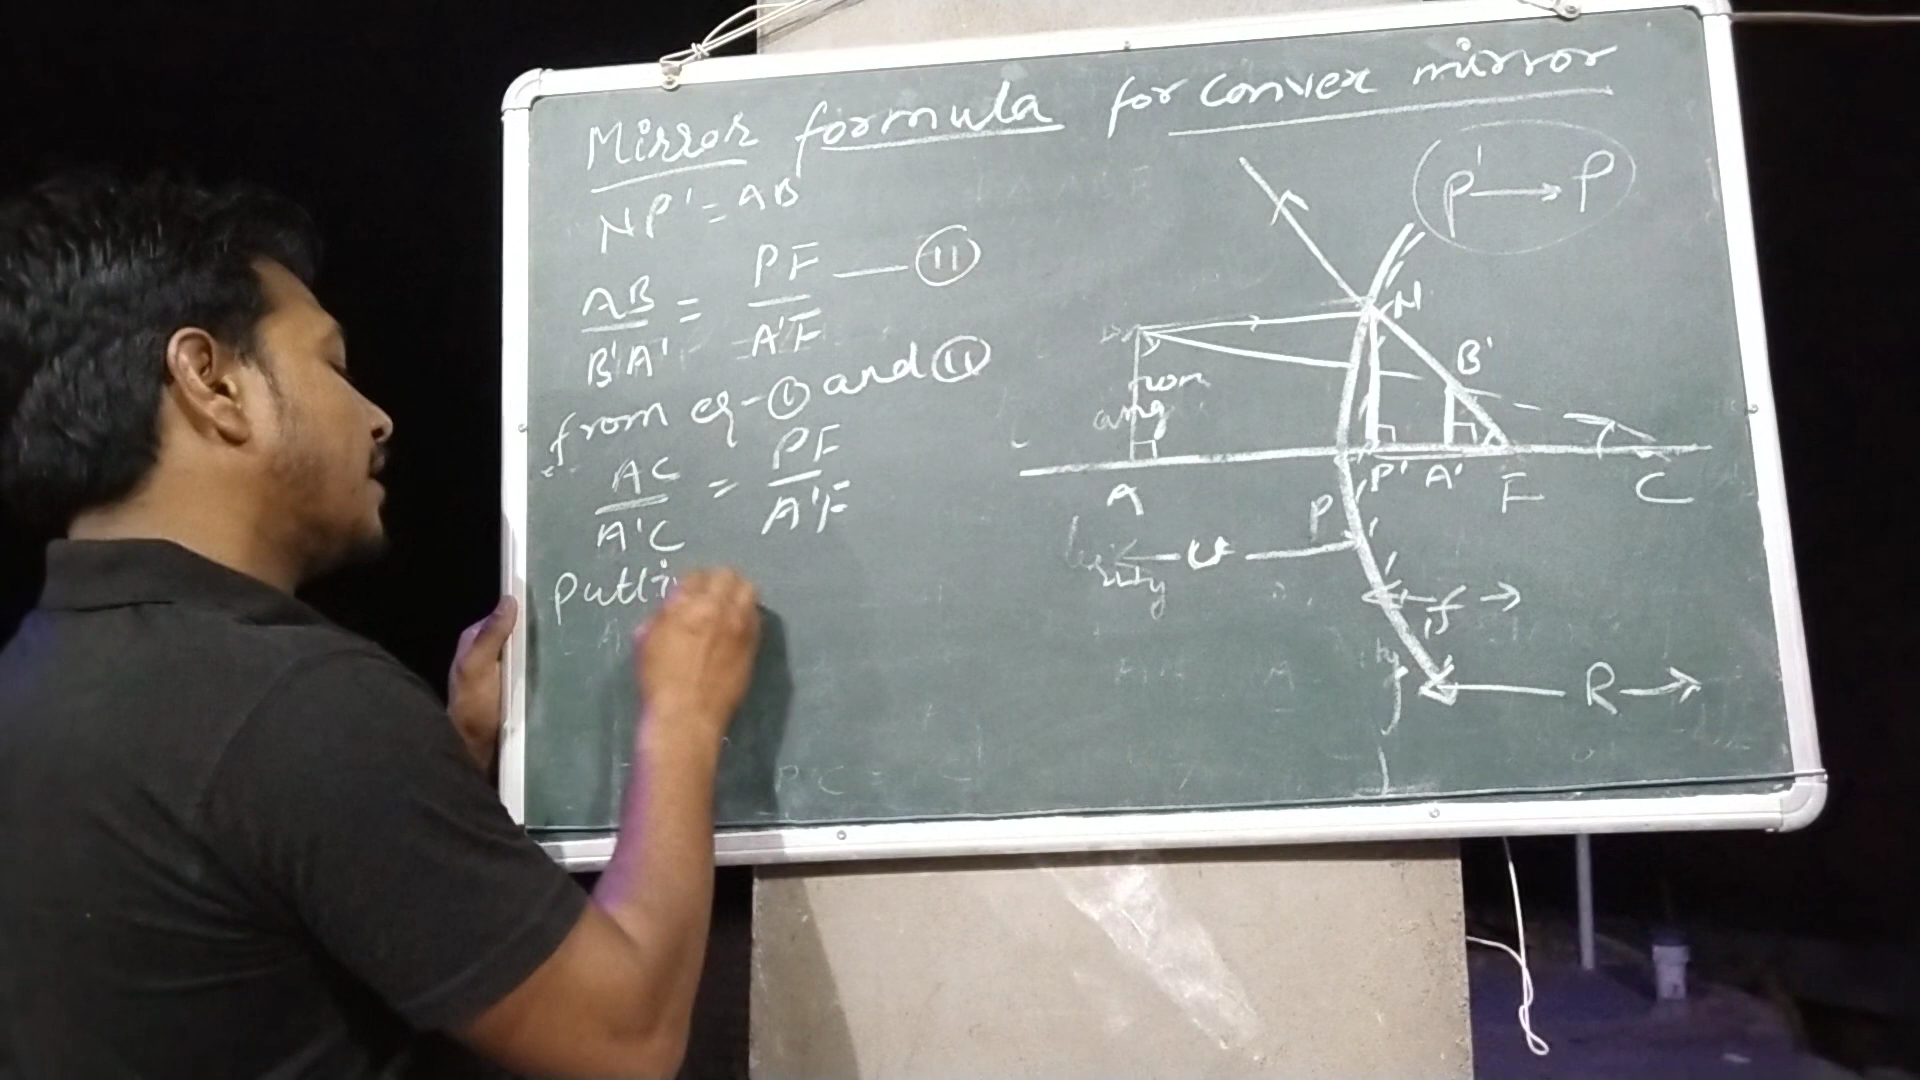 Mirror formula for convex mirror
NP' = AB
AB/B'A' = PF/A'F — (11)
from eq-(1) and (11)
AC/A'C = PF/A'F
Putti
P' → P
N
B'
A P P' A' F C
u
f
R